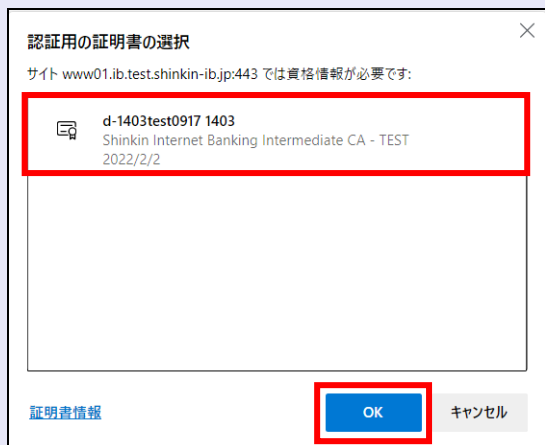 認証用の証明書の選択
サイト www01.ib.test.shinkin-ib.jp:443 では資格情報が必要です:
d-1403test0917 1403
Shinkin Internet Banking Intermediate CA - TEST
2022/2/2
証明書情報
OK
キャンセル